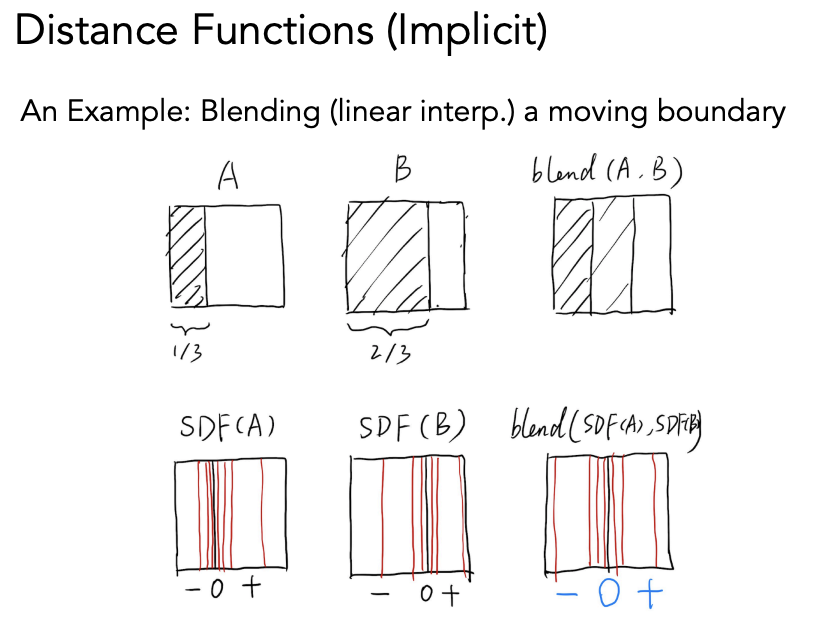 Distance Functions (Implicit)
An Example: Blending (linear interp.) a moving boundary
A B blend (A, B)
1/3 2/3
SDF(A) SDF(B) blend(SDF(A), SDF(B))
- 0 + - 0 + - 0 +